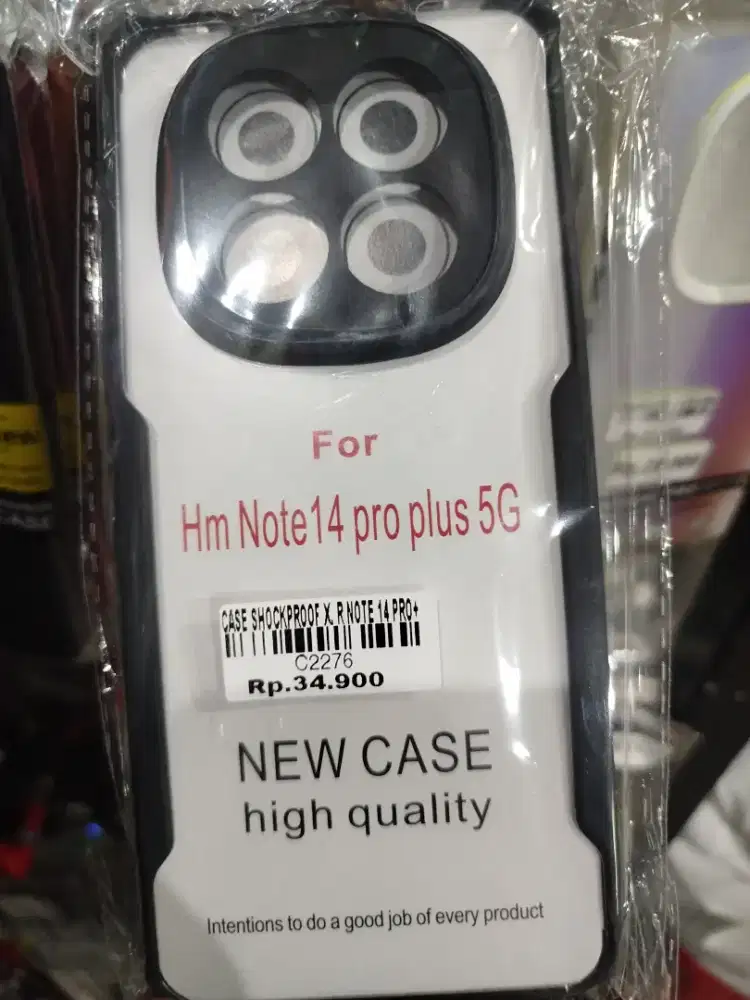 For
Hm Note14 pro plus 5G
CASE SHOCKPROOF X. R NOTE 14 PRO+
C2276
Rp.34.900
NEW CASE
high quality
Intentions to do a good job of every product